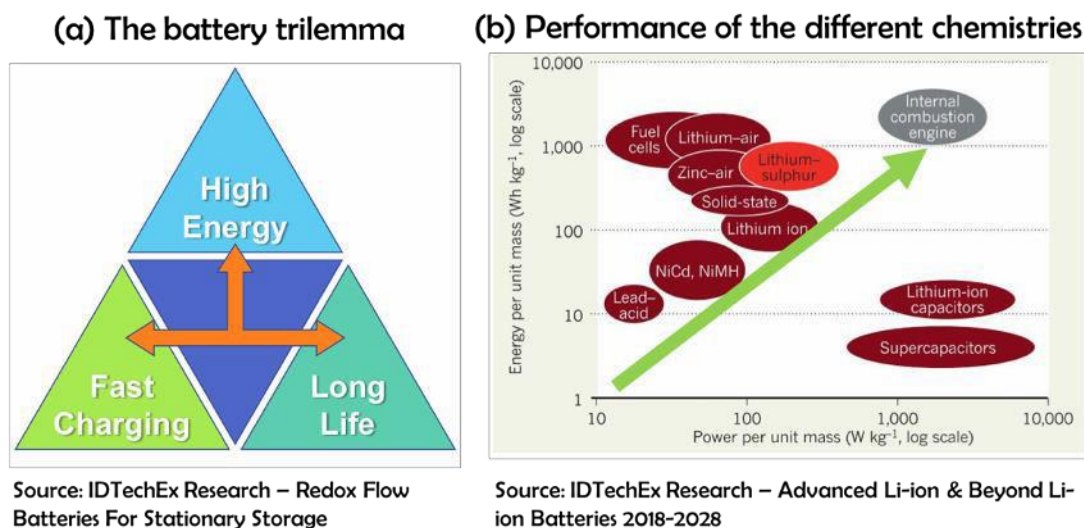 (a) The battery trilemma
High
Energy
Fast
Charging
Long
Life
Source: IDTechEx Research – Redox Flow
Batteries For Stationary Storage
(b) Performance of the different chemistries
Energy per unit mass (Wh kg⁻¹, log scale)
10,000
1,000
100
10
1
Fuel
cells
Lithium–air
Zinc–air
Lithium–
sulphur
Solid-state
Lithium ion
NiCd, NiMH
Lead–
acid
Internal
combustion
engine
Lithium-ion
capacitors
Supercapacitors
10
100
1,000
10,000
Power per unit mass (W kg⁻¹, log scale)
Source: IDTechEx Research – Advanced Li-ion & Beyond Li-
ion Batteries 2018-2028